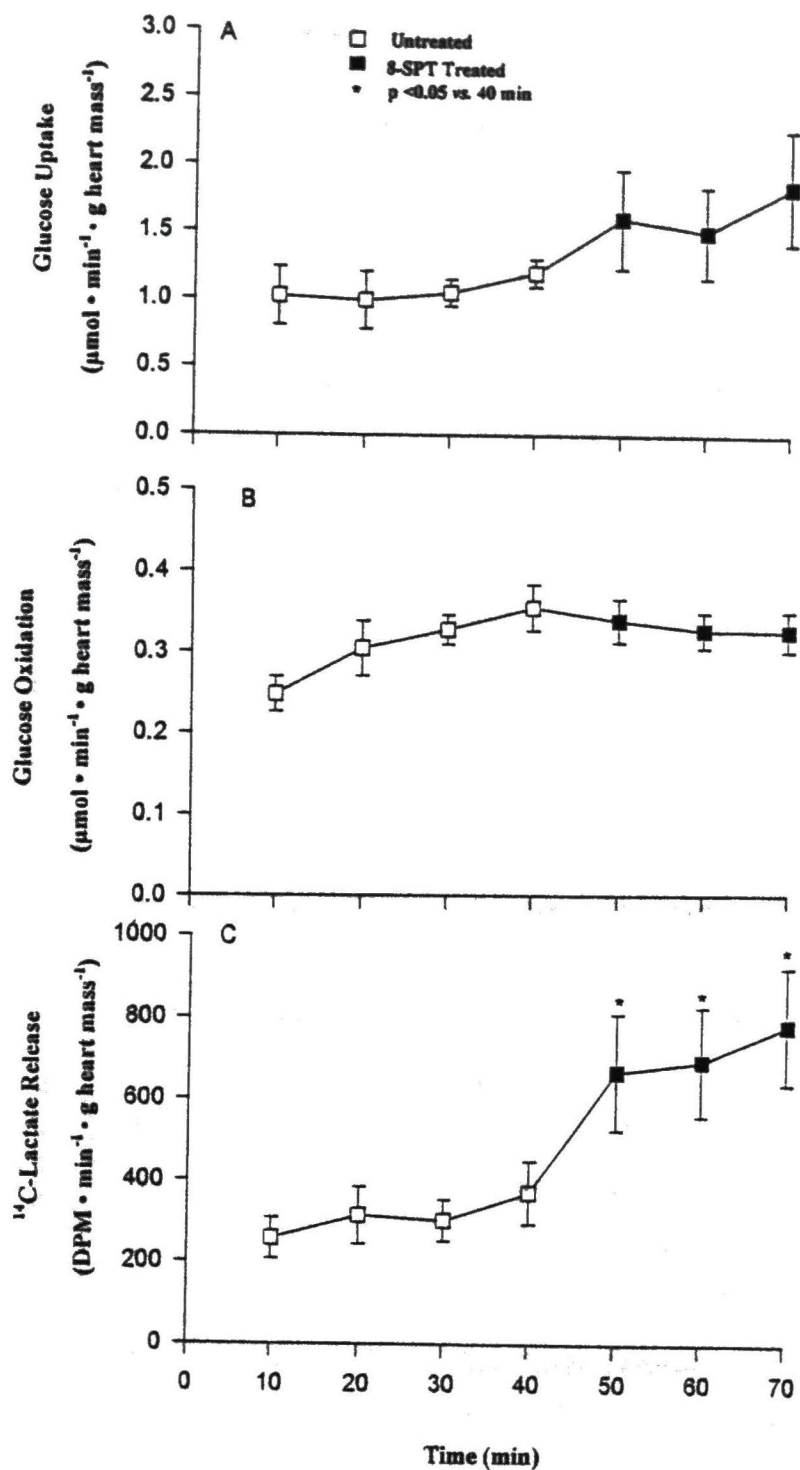 A
Untreated
8-SPT Treated
* p <0.05 vs. 40 min
Glucose Uptake
(µmol • min⁻¹ • g heart mass⁻¹)
3.0
2.5
2.0
1.5
1.0
0.5
0.0
B
Glucose Oxidation
(µmol • min⁻¹ • g heart mass⁻¹)
0.5
0.4
0.3
0.2
0.1
0.0
C
¹⁴C-Lactate Release
(DPM • min⁻¹ • g heart mass⁻¹)
1000
800
600
400
200
0
* * *
0 10 20 30 40 50 60 70
Time (min)